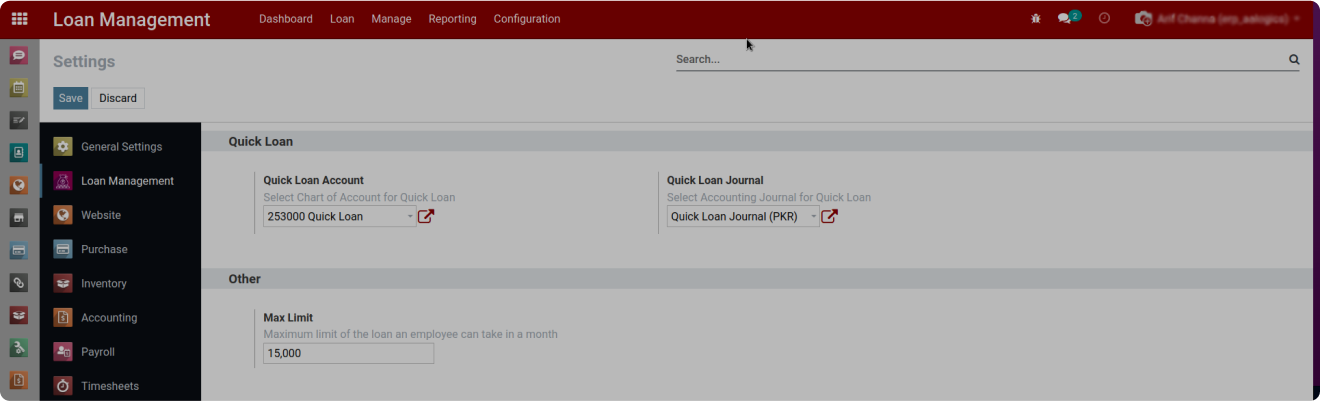 Loan Management Dashboard Loan Manage Reporting Configuration 2
Settings Search...
Save Discard
General Settings
Loan Management
Website
Purchase
Inventory
Accounting
Payroll
Timesheets
Quick Loan
Quick Loan Account
Select Chart of Account for Quick Loan
253000 Quick Loan
Quick Loan Journal
Select Accounting Journal for Quick Loan
Quick Loan Journal (PKR)
Other
Max Limit
Maximum limit of the loan an employee can take in a month
15,000